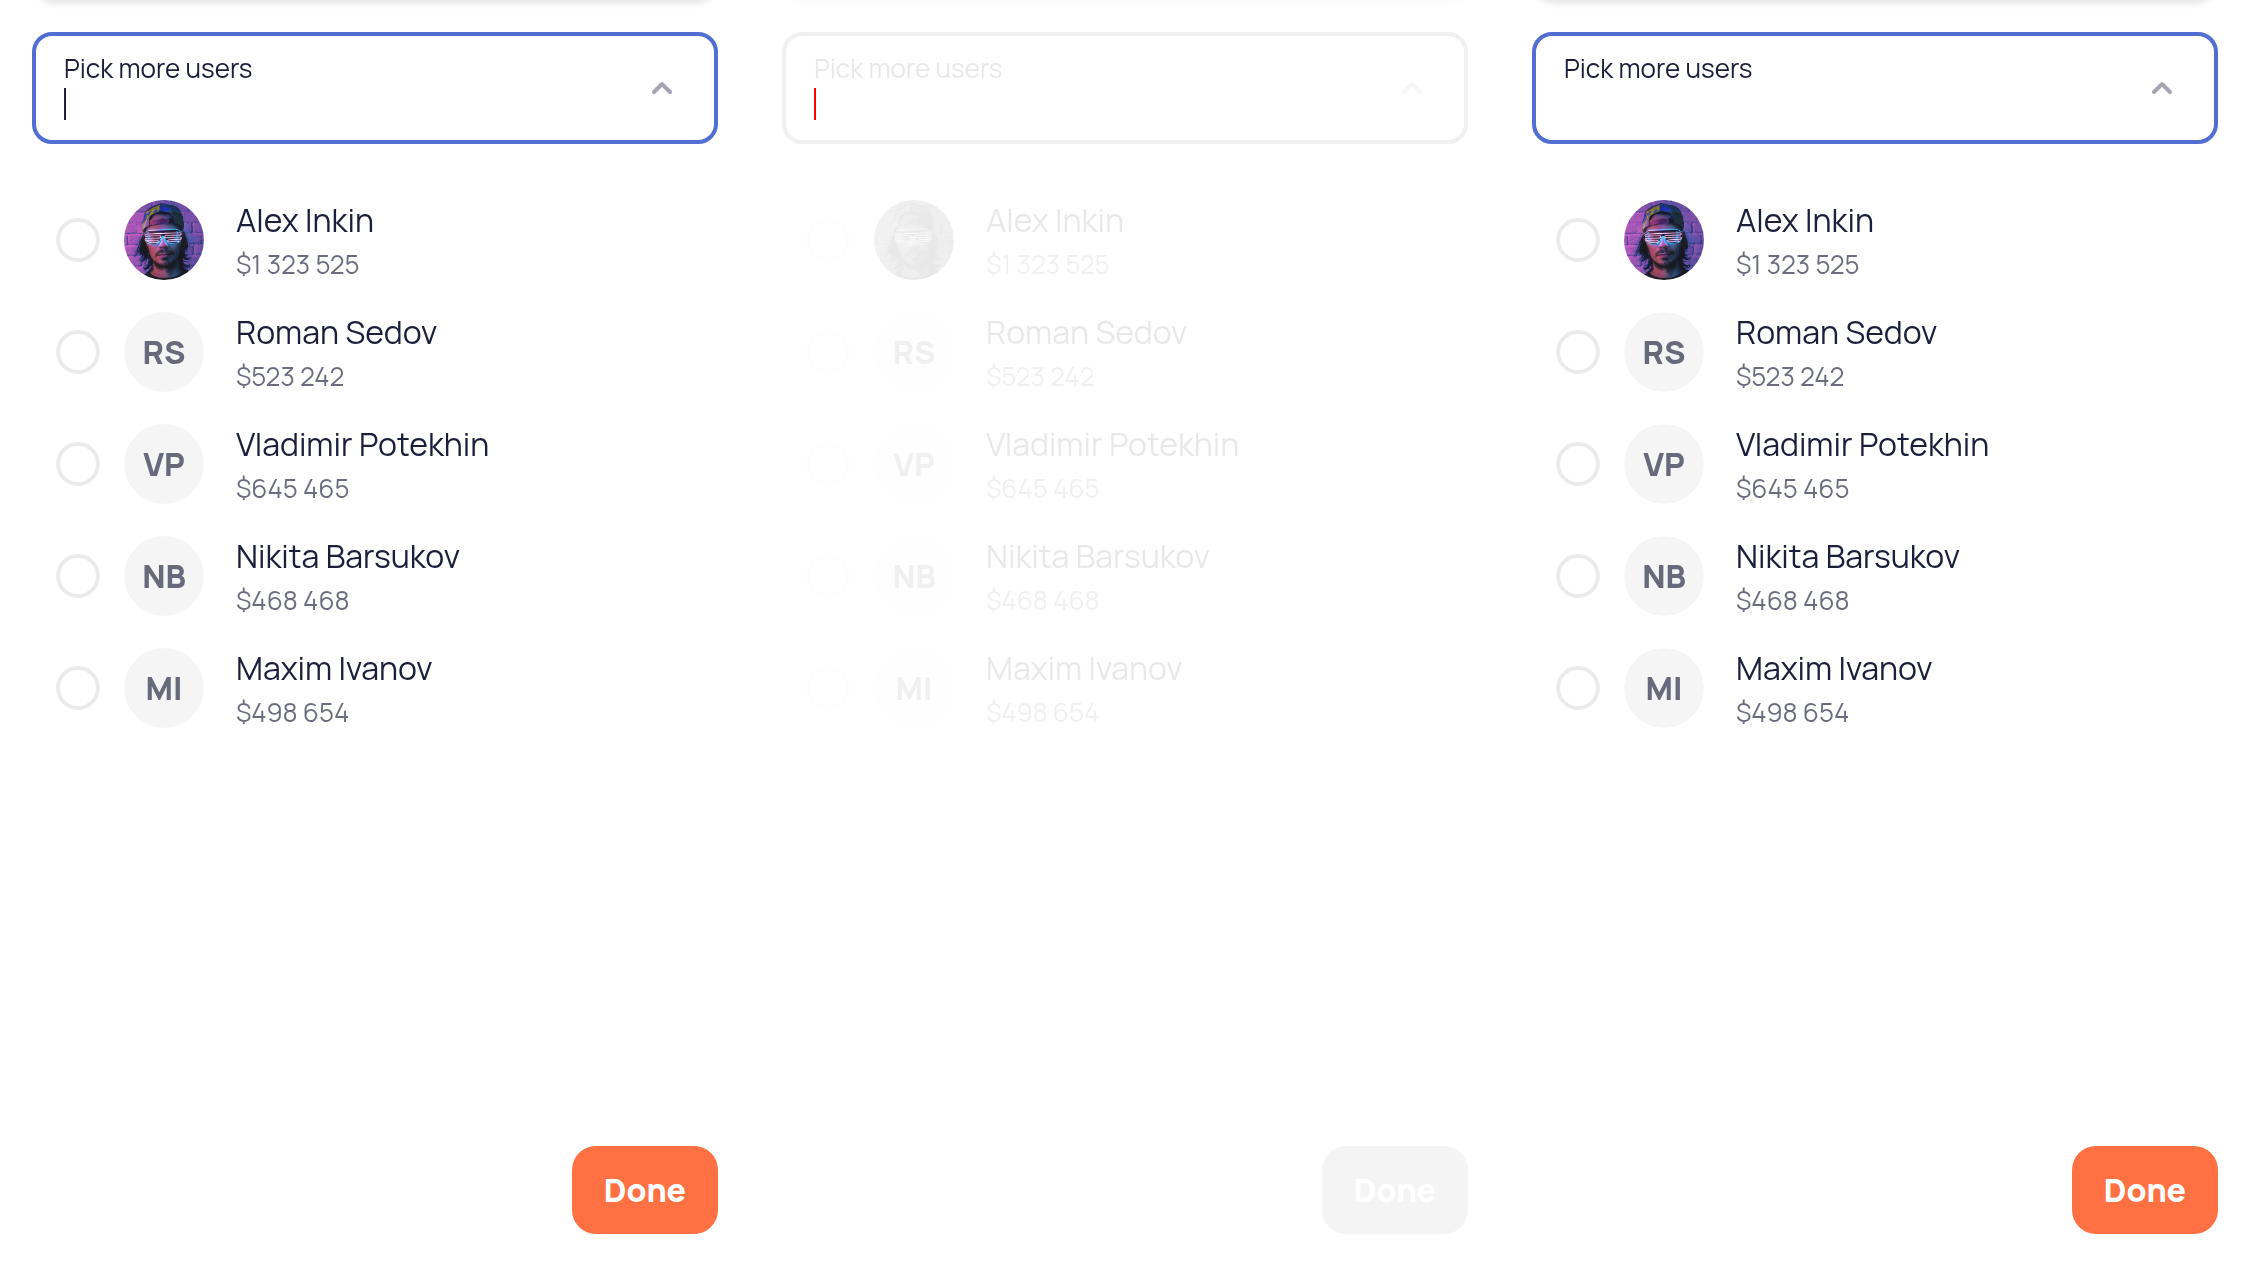 Pick more users
Alex Inkin
$1 323 525
RS
Roman Sedov
$523 242
VP
Vladimir Potekhin
$645 465
NB
Nikita Barsukov
$468 468
MI
Maxim Ivanov
$498 654
Done
Pick more users
Alex Inkin
$1 323 525
RS
Roman Sedov
$523 242
VP
Vladimir Potekhin
$645 465
NB
Nikita Barsukov
$468 468
MI
Maxim Ivanov
$498 654
Done
Pick more users
Alex Inkin
$1 323 525
RS
Roman Sedov
$523 242
VP
Vladimir Potekhin
$645 465
NB
Nikita Barsukov
$468 468
MI
Maxim Ivanov
$498 654
Done